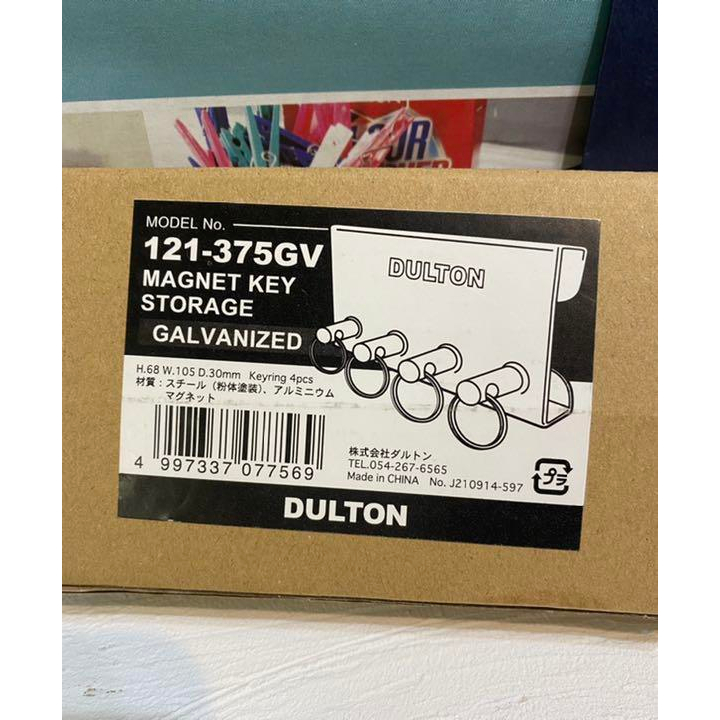 MODEL No.
121-375GV
MAGNET KEY
STORAGE
GALVANIZED
DULTON
H.68 W.105 D.30mm Keyring 4pcs
材質：スチール（粉体塗装）、アルミニウム
マグネット
4 997337 077569
株式会社ダルトン
TEL.054-267-6565
Made in CHINA No. J210914-597
プラ
DULTON